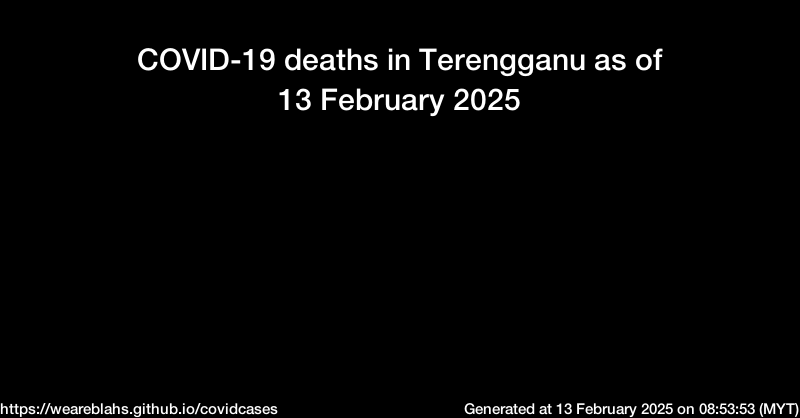 COVID-19 deaths in Terengganu as of
13 February 2025
https://weareblahs.github.io/covidcases
Generated at 13 February 2025 on 08:53:53 (MYT)